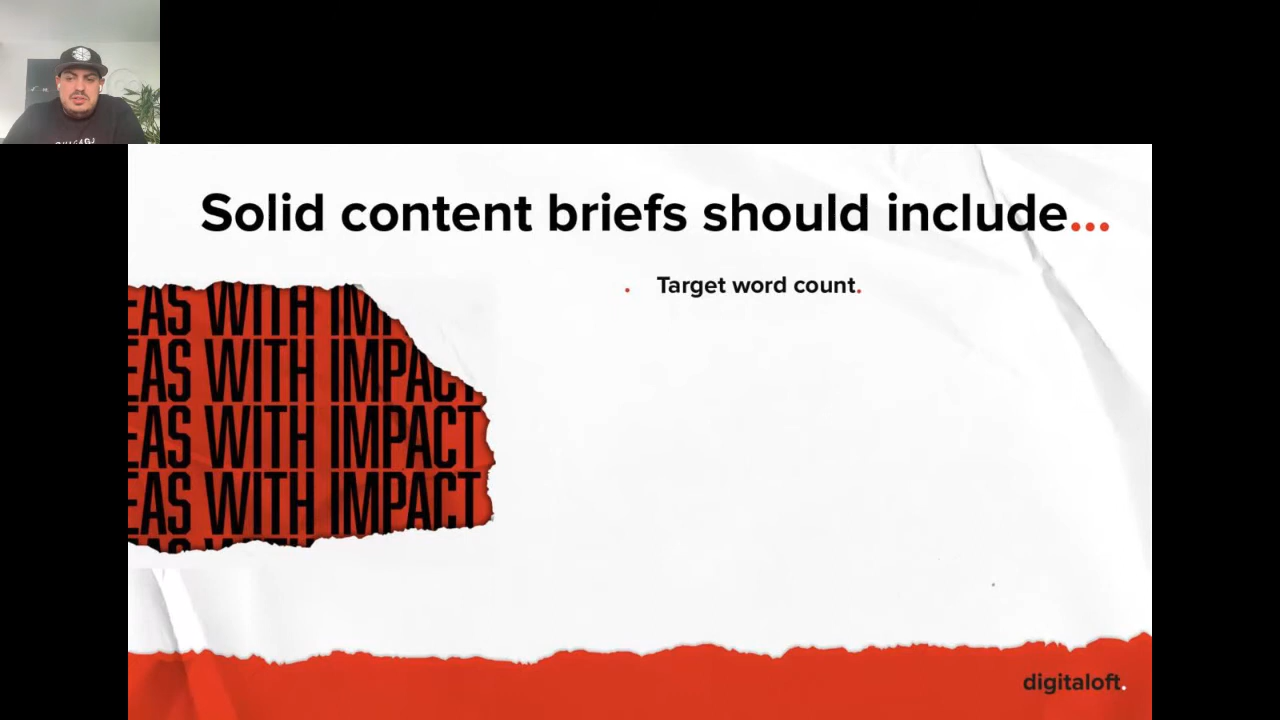 Solid content briefs should include...
. Target word count.
EAS WITH IMP
EAS WITH IMPACT
EAS WITH IMPACT
EAS WITH IMPACT
digitaloft.